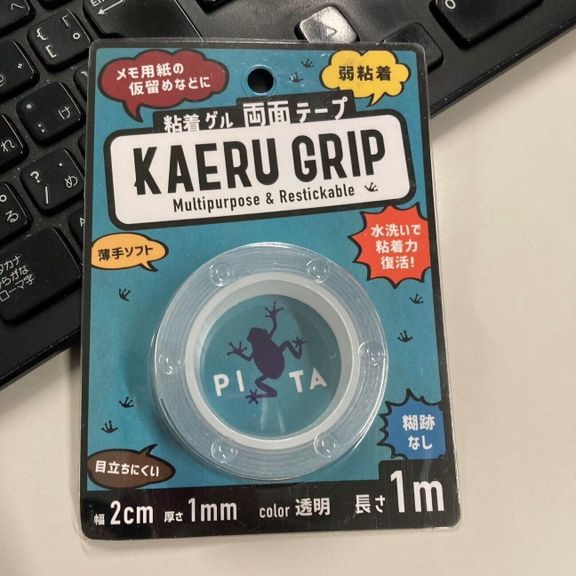 メモ用紙の
仮留めなどに
弱粘着
粘着ゲル 両面テープ
KAERU GRIP
Multipurpose & Restickable
水洗いで
粘着力
復活!
薄手ソフト
PI TA
糊跡
なし
目立ちにくい
幅 2cm 厚さ 1mm color 透明 長さ 1m